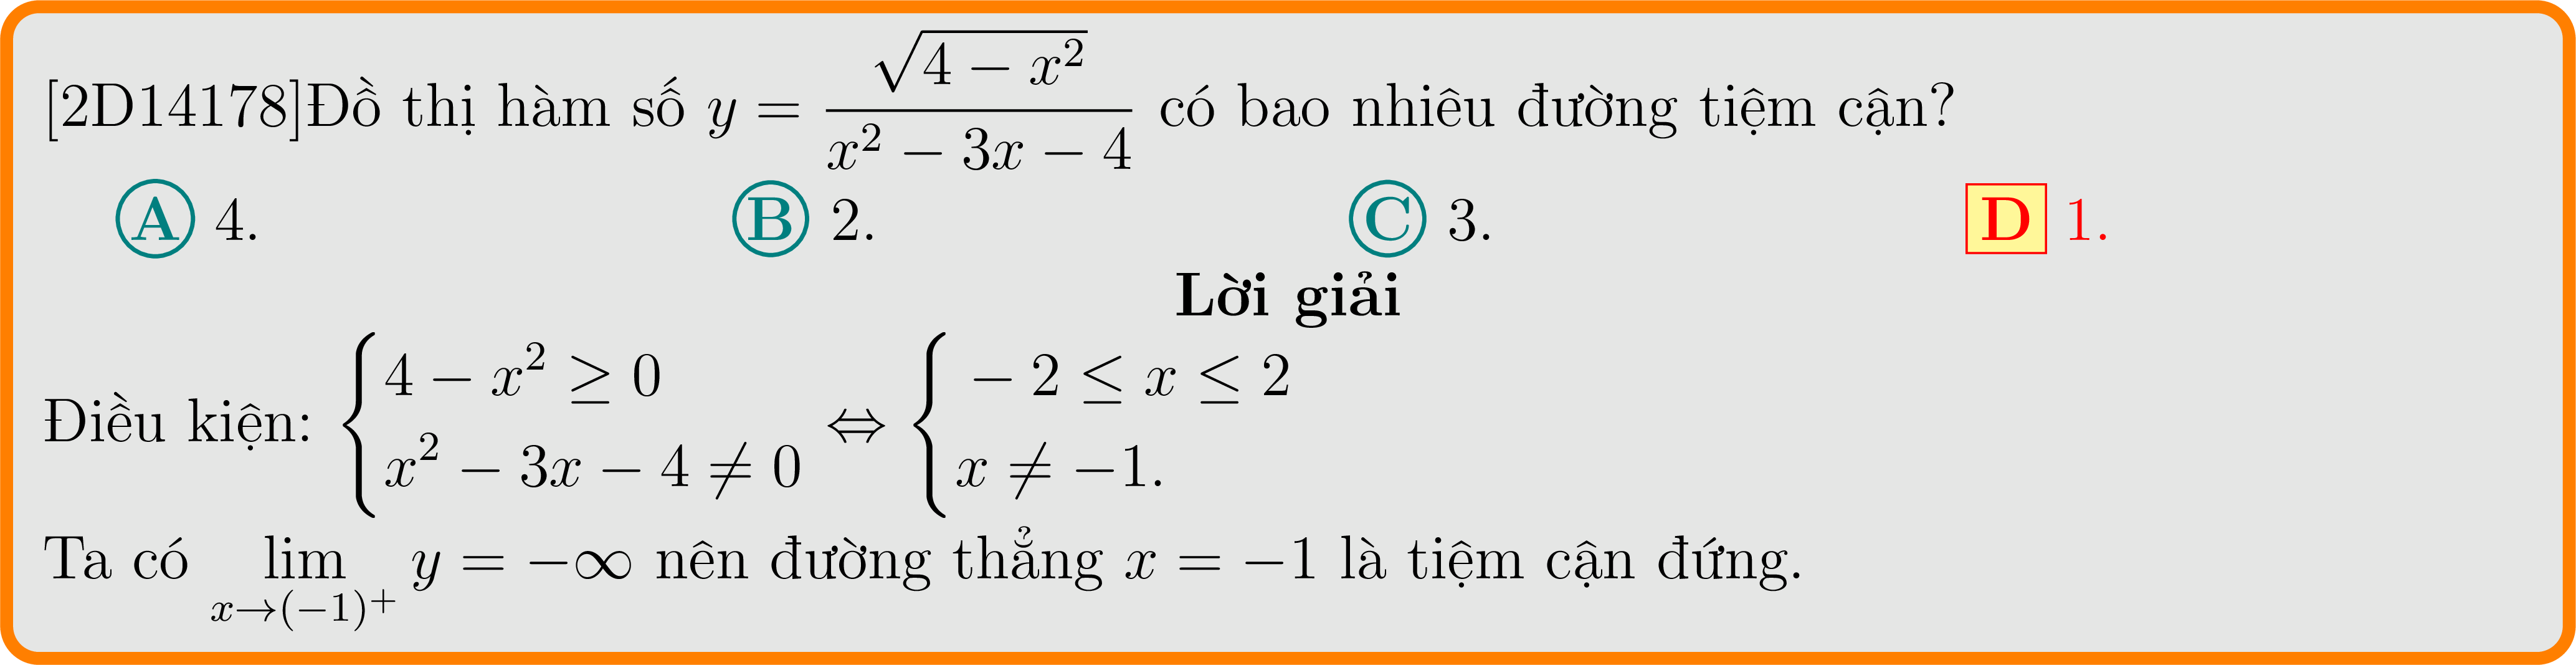 [2D14178]Đồ thị hàm số $y = \frac{\sqrt{4 - x^2}}{x^2 - 3x - 4}$ có bao nhiêu đường tiệm cận?
A 4. B 2. C 3. D 1.
Lời giải
Điều kiện: $\begin{cases} 4 - x^2 \geq 0 \\ x^2 - 3x - 4 \neq 0 \end{cases} \Leftrightarrow \begin{cases} -2 \leq x \leq 2 \\ x \neq -1. \end{cases}$
Ta có $\lim\limits_{x \to (-1)^+} y = -\infty$ nên đường thẳng $x = -1$ là tiệm cận đứng.